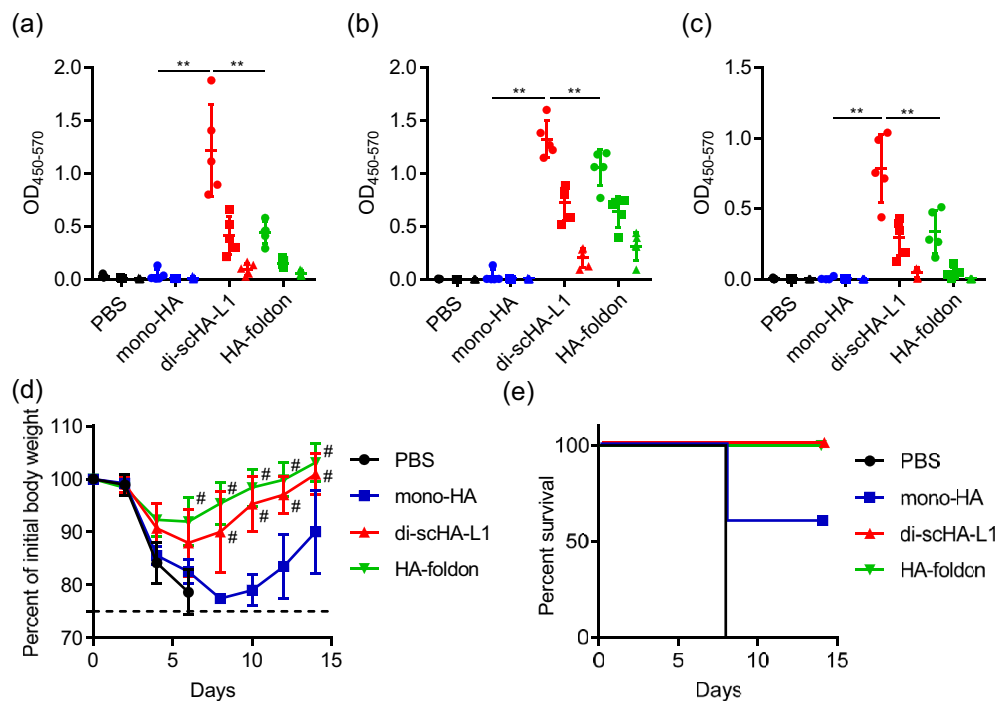 (a)
(b)
(c)
** **
** **
** **
2.0
1.5
1.0
0.5
0.0
OD450-570
PBS
mono-HA
di-scHA-L1
HA-foldon
2.0
1.5
1.0
0.5
0.0
OD450-570
PBS
mono-HA
di-scHA-L1
HA-foldon
1.5
1.0
0.5
0.0
OD450-570
PBS
mono-HA
di-scHA-L1
HA-foldon
(d)
110
100
90
80
70
Percent of initial body weight
0 5 10 15
Days
# # # # #
# # # #
PBS
mono-HA
di-scHA-L1
HA-foldon
(e)
100
50
0
Percent survival
0 5 10 15
Days
PBS
mono-HA
di-scHA-L1
HA-foldon